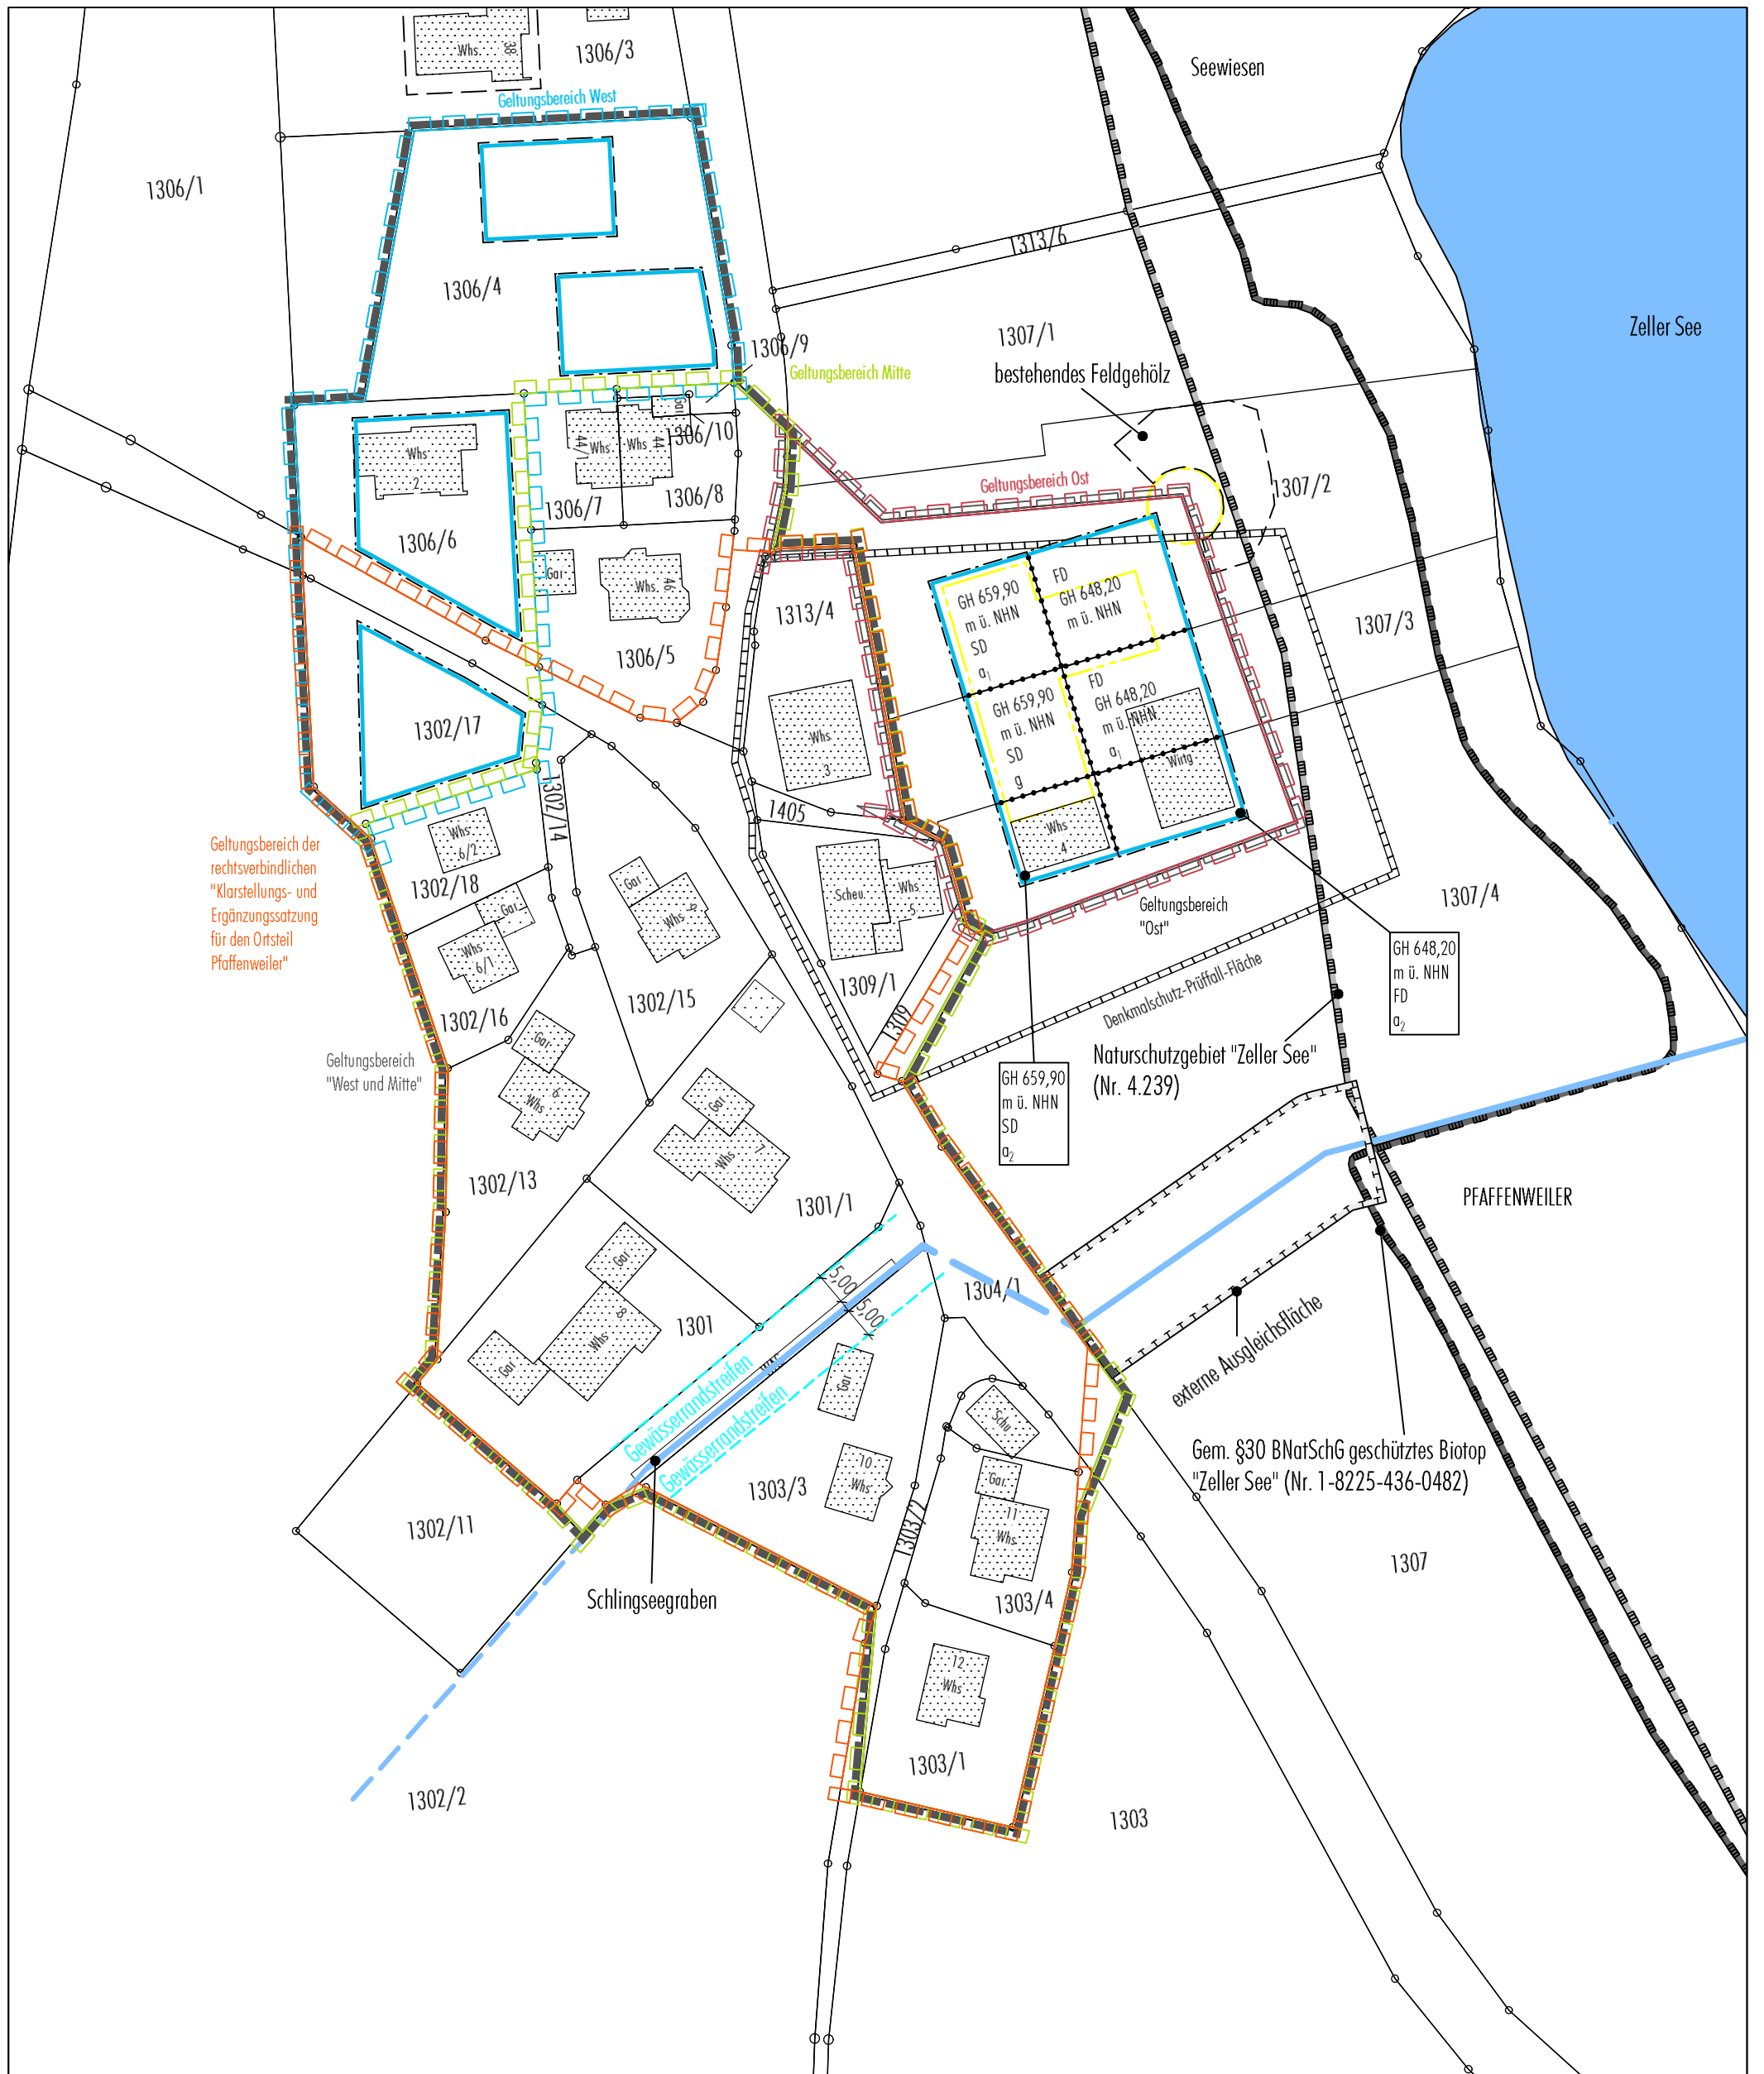 Whs.
38
1306/3
Seewiesen
Geltungsbereich West
1306/1
1313/6
1306/4
Zeller See
1307/1
1306/9
bestehendes Feldgehölz
Geltungsbereich Mitte
Gar
1306/10
44/1
Whs
Whs
44
Whs
2
Geltungsbereich Ost
1307/2
1306/7
1306/8
1306/6
Gar
Whs.
46
FD
GH 648,20
m ü. NHN
GH 659,90
m ü. NHN
SD
a1
1313/4
1307/3
1306/5
FD
GH 648,20
m ü. NHN
a1
GH 659,90
m ü. NHN
SD
g
1302/17
Whs
3
Wirtg
1302/14
1405
Whs
4
Whs
6/2
Geltungsbereich der
rechtsverbindlichen
"Klarstellungs- und
Ergänzungssatzung
für den Ortsteil
Pfaffenweiler"
1302/18
Gar
Gar
Whs
9
Scheu
Whs
5
1307/4
Geltungsbereich
"Ost"
Whs
6/1
GH 648,20
m ü. NHN
FD
a2
1309/1
1302/15
Denkmalschutz-Prüffall-Fläche
1302/16
1309
Gar
Naturschutzgebiet "Zeller See"
(Nr. 4.239)
Geltungsbereich
"West und Mitte"
GH 659,90
m ü. NHN
SD
a2
6
Whs
Gar
7
Whs
1302/13
1301/1
PFAFFENWEILER
Gar
5,00
5,00
1304/1
8
Whs
1301
Gar
externe Ausgleichsfläche
Gewässerrandstreifen
Gewässerrandstreifen
Gar
Schu
Gem. §30 BNatSchG geschütztes Biotop
"Zeller See" (Nr. 1-8225-436-0482)
10
Whs
Gar
1303/3
11
Whs
1302/11
1303/2
1307
Schlingseegraben
1303/4
12
Whs
1303/1
1302/2
1303